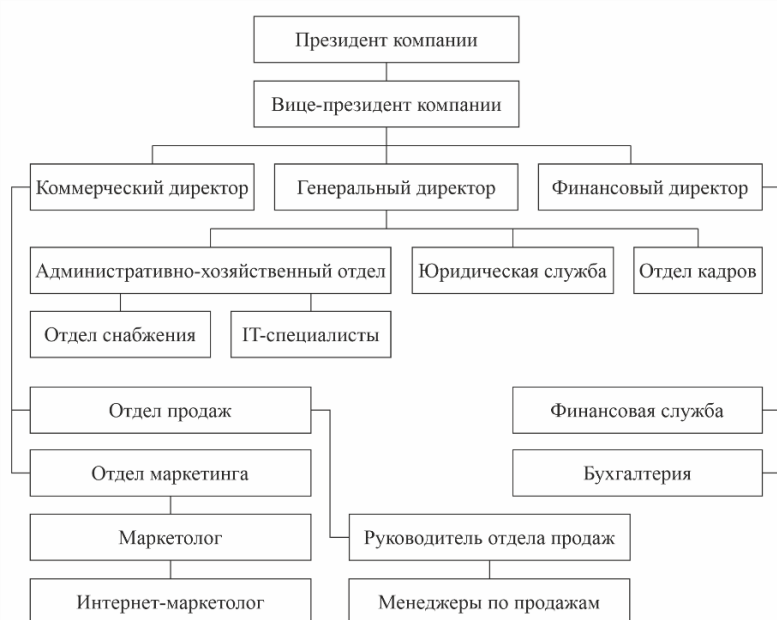 Президент компании
Вице-президент компании
Коммерческий директор
Генеральный директор
Финансовый директор
Административно-хозяйственный отдел
Юридическая служба
Отдел кадров
Отдел снабжения
IT-специалисты
Отдел продаж
Финансовая служба
Отдел маркетинга
Бухгалтерия
Маркетолог
Руководитель отдела продаж
Интернет-маркетолог
Менеджеры по продажам